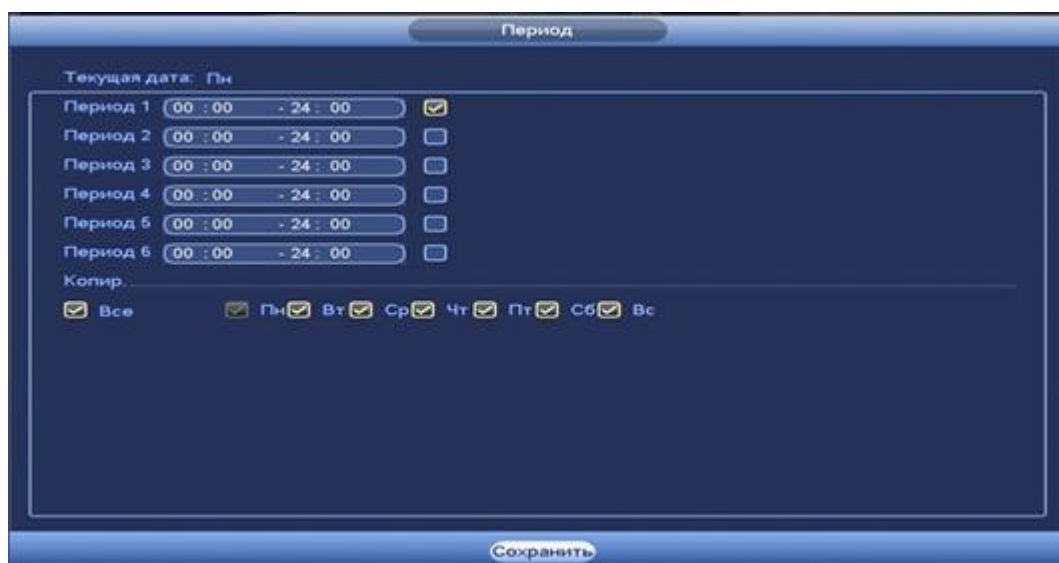 Период
Текущая дата: Пн
Период 1 00 : 00 - 24 : 00
Период 2 00 : 00 - 24 : 00
Период 3 00 : 00 - 24 : 00
Период 4 00 : 00 - 24 : 00
Период 5 00 : 00 - 24 : 00
Период 6 00 : 00 - 24 : 00
Копир.
Все Пн Вт Ср Чт Пт Сб Вс
Сохранить